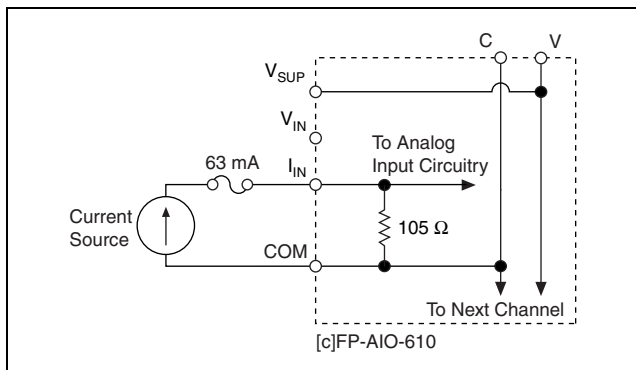 C V
V SUP
V IN
To Analog
Input Circuitry
63 mA
I IN
Current
Source
105 Ω
COM
To Next Channel
[c]FP-AIO-610